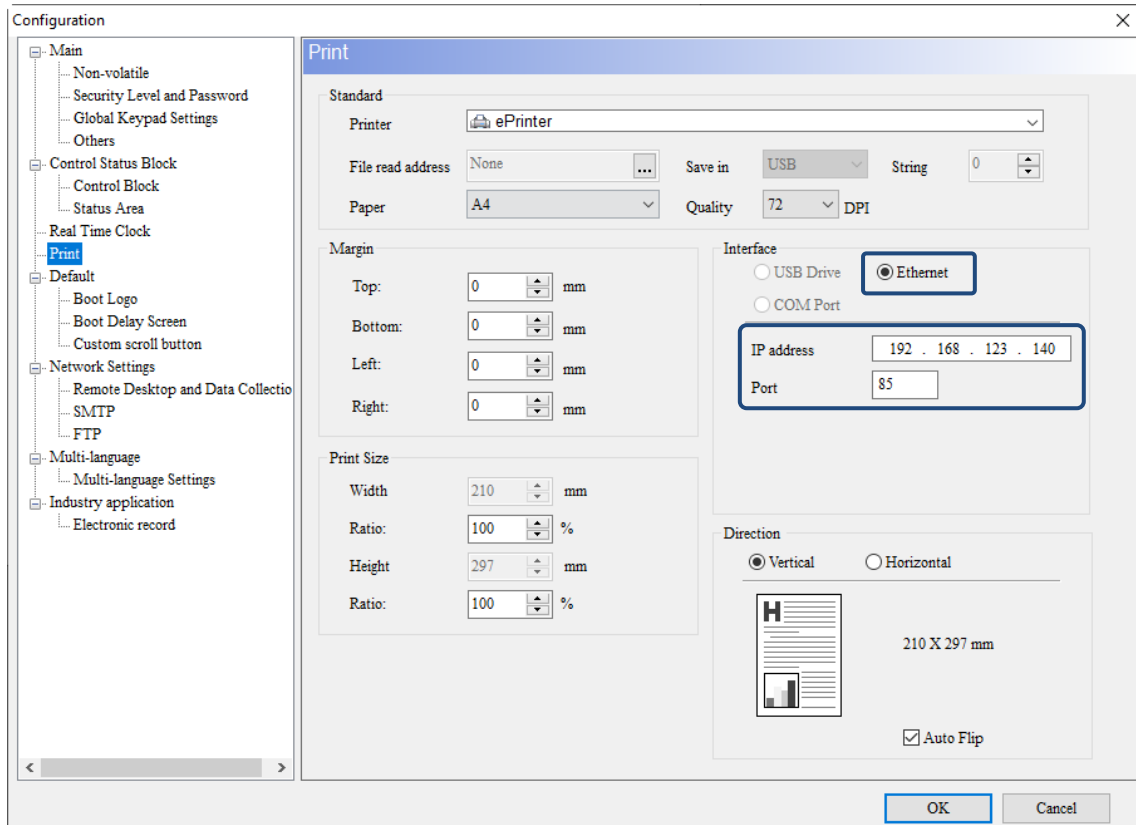 Configuration
Main
Non-volatile
Security Level and Password
Global Keypad Settings
Others
Control Status Block
Control Block
Status Area
Real Time Clock
Print
Default
Boot Logo
Boot Delay Screen
Custom scroll button
Network Settings
Remote Desktop and Data Collectio
SMTP
FTP
Multi-language
Multi-language Settings
Industry application
Electronic record
Print
Standard
Printer ePrinter
File read address None ... Save in USB String 0
Paper A4 Quality 72 DPI
Margin
Top: 0 mm
Bottom: 0 mm
Left: 0 mm
Right: 0 mm
Print Size
Width 210 mm
Ratio: 100 %
Height 297 mm
Ratio: 100 %
Interface
USB Drive Ethernet
COM Port
IP address 192 . 168 . 123 . 140
Port 85
Direction
Vertical Horizontal
H
210 X 297 mm
Auto Flip
OK Cancel